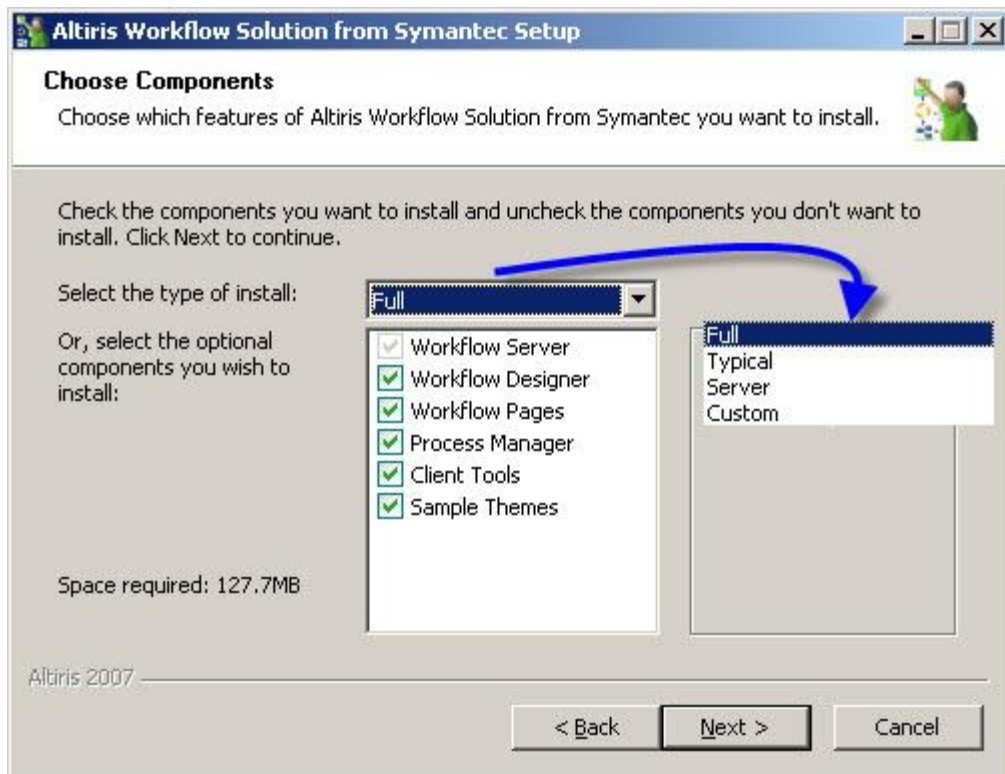 Altiris Workflow Solution from Symantec Setup
Choose Components
Choose which features of Altiris Workflow Solution from Symantec you want to install.
Check the components you want to install and uncheck the components you don't want to
install. Click Next to continue.
Select the type of install:
Full
Or, select the optional
components you wish to
install:
Workflow Server
Workflow Designer
Workflow Pages
Process Manager
Client Tools
Sample Themes
Full
Typical
Server
Custom
Space required: 127.7MB
Altiris 2007
< Back
Next >
Cancel